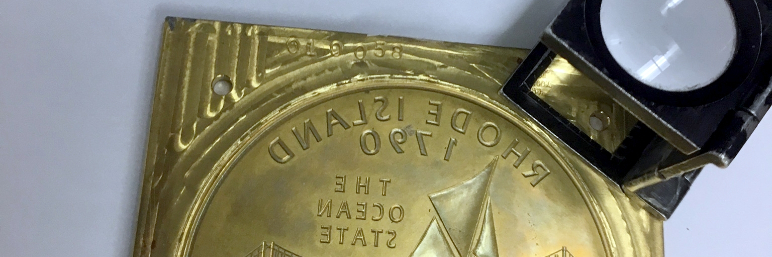 RHODE ISLAND
1790
THE
OCEAN
STATE